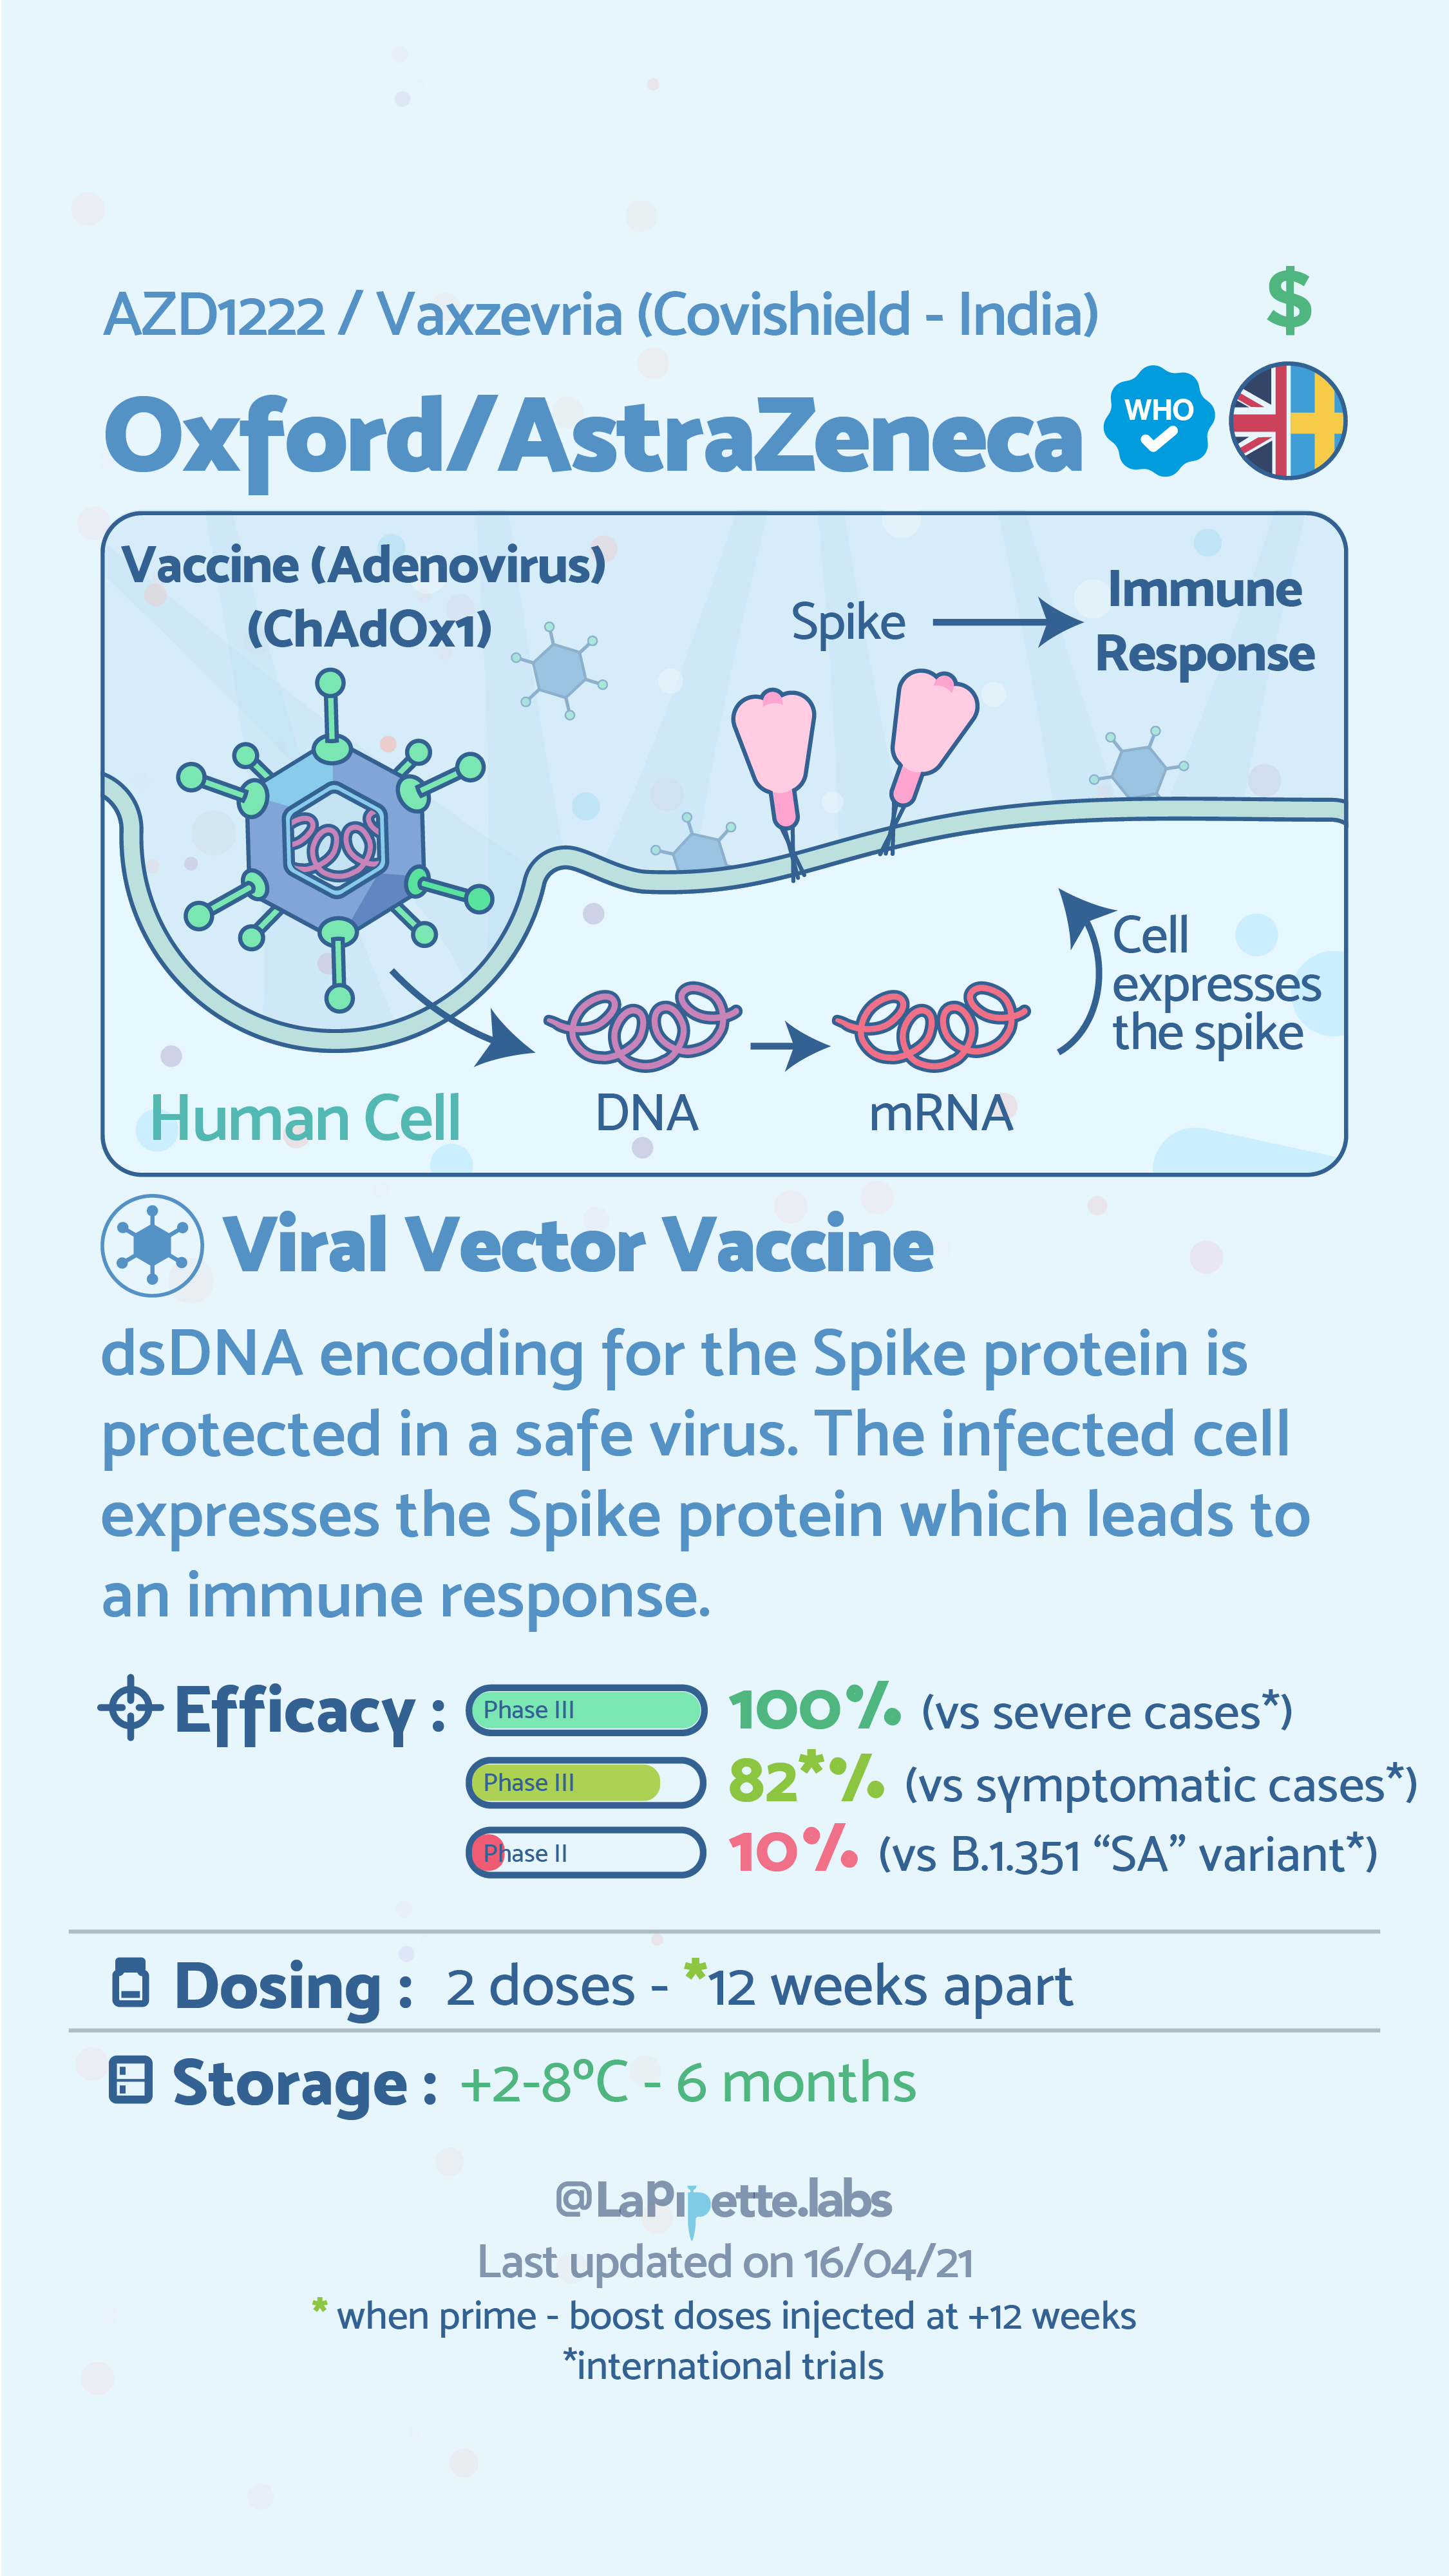 AZD1222 / Vaxzevria (Covishield - India)
$
Oxford/AstraZeneca
WHO
Vaccine (Adenovirus)
(ChAdOx1)
Spike
Immune
Response
Cell
expresses
the spike
Human Cell
DNA
mRNA
Viral Vector Vaccine
dsDNA encoding for the Spike protein is
protected in a safe virus. The infected cell
expresses the Spike protein which leads to
an immune response.
Efficacy : Phase III 100% (vs severe cases*)
Phase III 82*% (vs symptomatic cases*)
Phase II 10% (vs B.1.351 “SA” variant*)
Dosing : 2 doses - *12 weeks apart
Storage : +2-8°C - 6 months
@LaPipette.labs
Last updated on 16/04/21
* when prime - boost doses injected at +12 weeks
*international trials